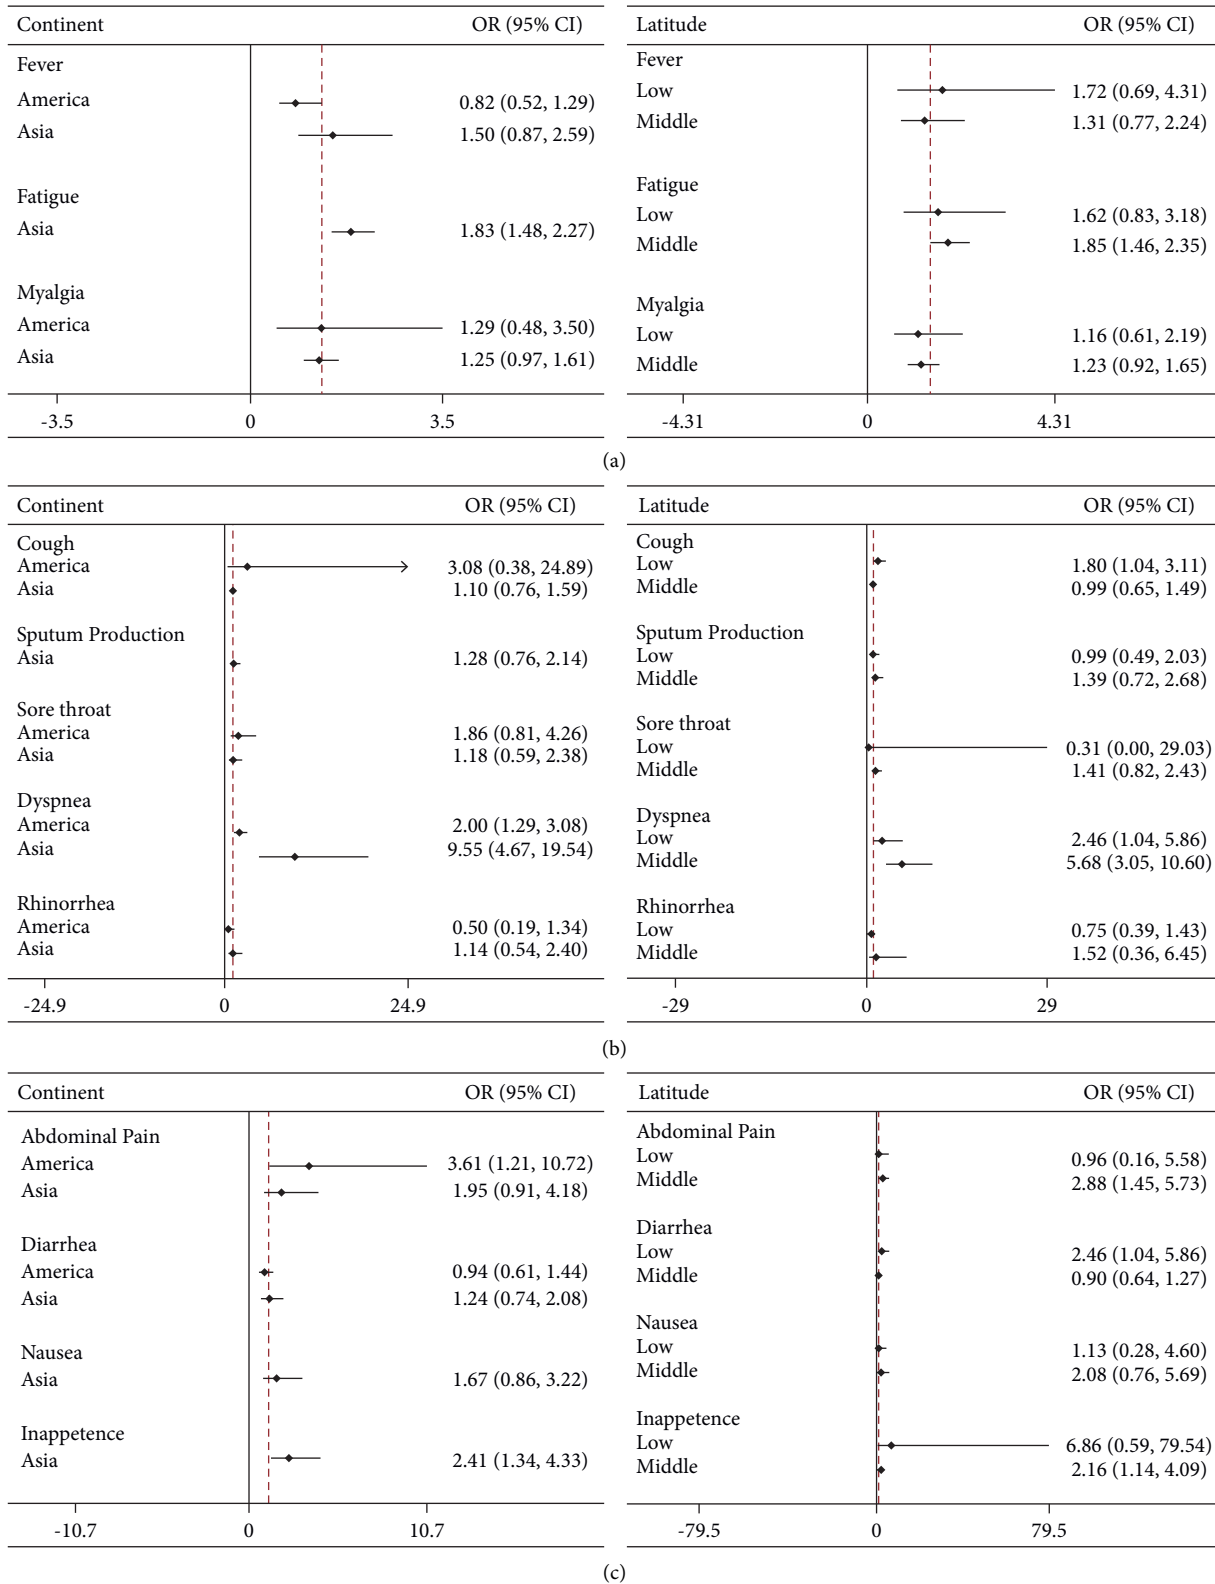 Continent OR (95% CI)
Fever
America 0.82 (0.52, 1.29)
Asia 1.50 (0.87, 2.59)
Fatigue
Asia 1.83 (1.48, 2.27)
Myalgia
America 1.29 (0.48, 3.50)
Asia 1.25 (0.97, 1.61)
-3.5 0 3.5
Latitude OR (95% CI)
Fever
Low 1.72 (0.69, 4.31)
Middle 1.31 (0.77, 2.24)
Fatigue
Low 1.62 (0.83, 3.18)
Middle 1.85 (1.46, 2.35)
Myalgia
Low 1.16 (0.61, 2.19)
Middle 1.23 (0.92, 1.65)
-4.31 0 4.31
(a)
Continent OR (95% CI)
Cough
America 3.08 (0.38, 24.89)
Asia 1.10 (0.76, 1.59)
Sputum Production
Asia 1.28 (0.76, 2.14)
Sore throat
America 1.86 (0.81, 4.26)
Asia 1.18 (0.59, 2.38)
Dyspnea
America 2.00 (1.29, 3.08)
Asia 9.55 (4.67, 19.54)
Rhinorrhea
America 0.50 (0.19, 1.34)
Asia 1.14 (0.54, 2.40)
-24.9 0 24.9
Latitude OR (95% CI)
Cough
Low 1.80 (1.04, 3.11)
Middle 0.99 (0.65, 1.49)
Sputum Production
Low 0.99 (0.49, 2.03)
Middle 1.39 (0.72, 2.68)
Sore throat
Low 0.31 (0.00, 29.03)
Middle 1.41 (0.82, 2.43)
Dyspnea
Low 2.46 (1.04, 5.86)
Middle 5.68 (3.05, 10.60)
Rhinorrhea
Low 0.75 (0.39, 1.43)
Middle 1.52 (0.36, 6.45)
-29 0 29
(b)
Continent OR (95% CI)
Abdominal Pain
America 3.61 (1.21, 10.72)
Asia 1.95 (0.91, 4.18)
Diarrhea
America 0.94 (0.61, 1.44)
Asia 1.24 (0.74, 2.08)
Nausea
Asia 1.67 (0.86, 3.22)
Inappetence
Asia 2.41 (1.34, 4.33)
-10.7 0 10.7
Latitude OR (95% CI)
Abdominal Pain
Low 0.96 (0.16, 5.58)
Middle 2.88 (1.45, 5.73)
Diarrhea
Low 2.46 (1.04, 5.86)
Middle 0.90 (0.64, 1.27)
Nausea
Low 1.13 (0.28, 4.60)
Middle 2.08 (0.76, 5.69)
Inappetence
Low 6.86 (0.59, 79.54)
Middle 2.16 (1.14, 4.09)
-79.5 0 79.5
(c)